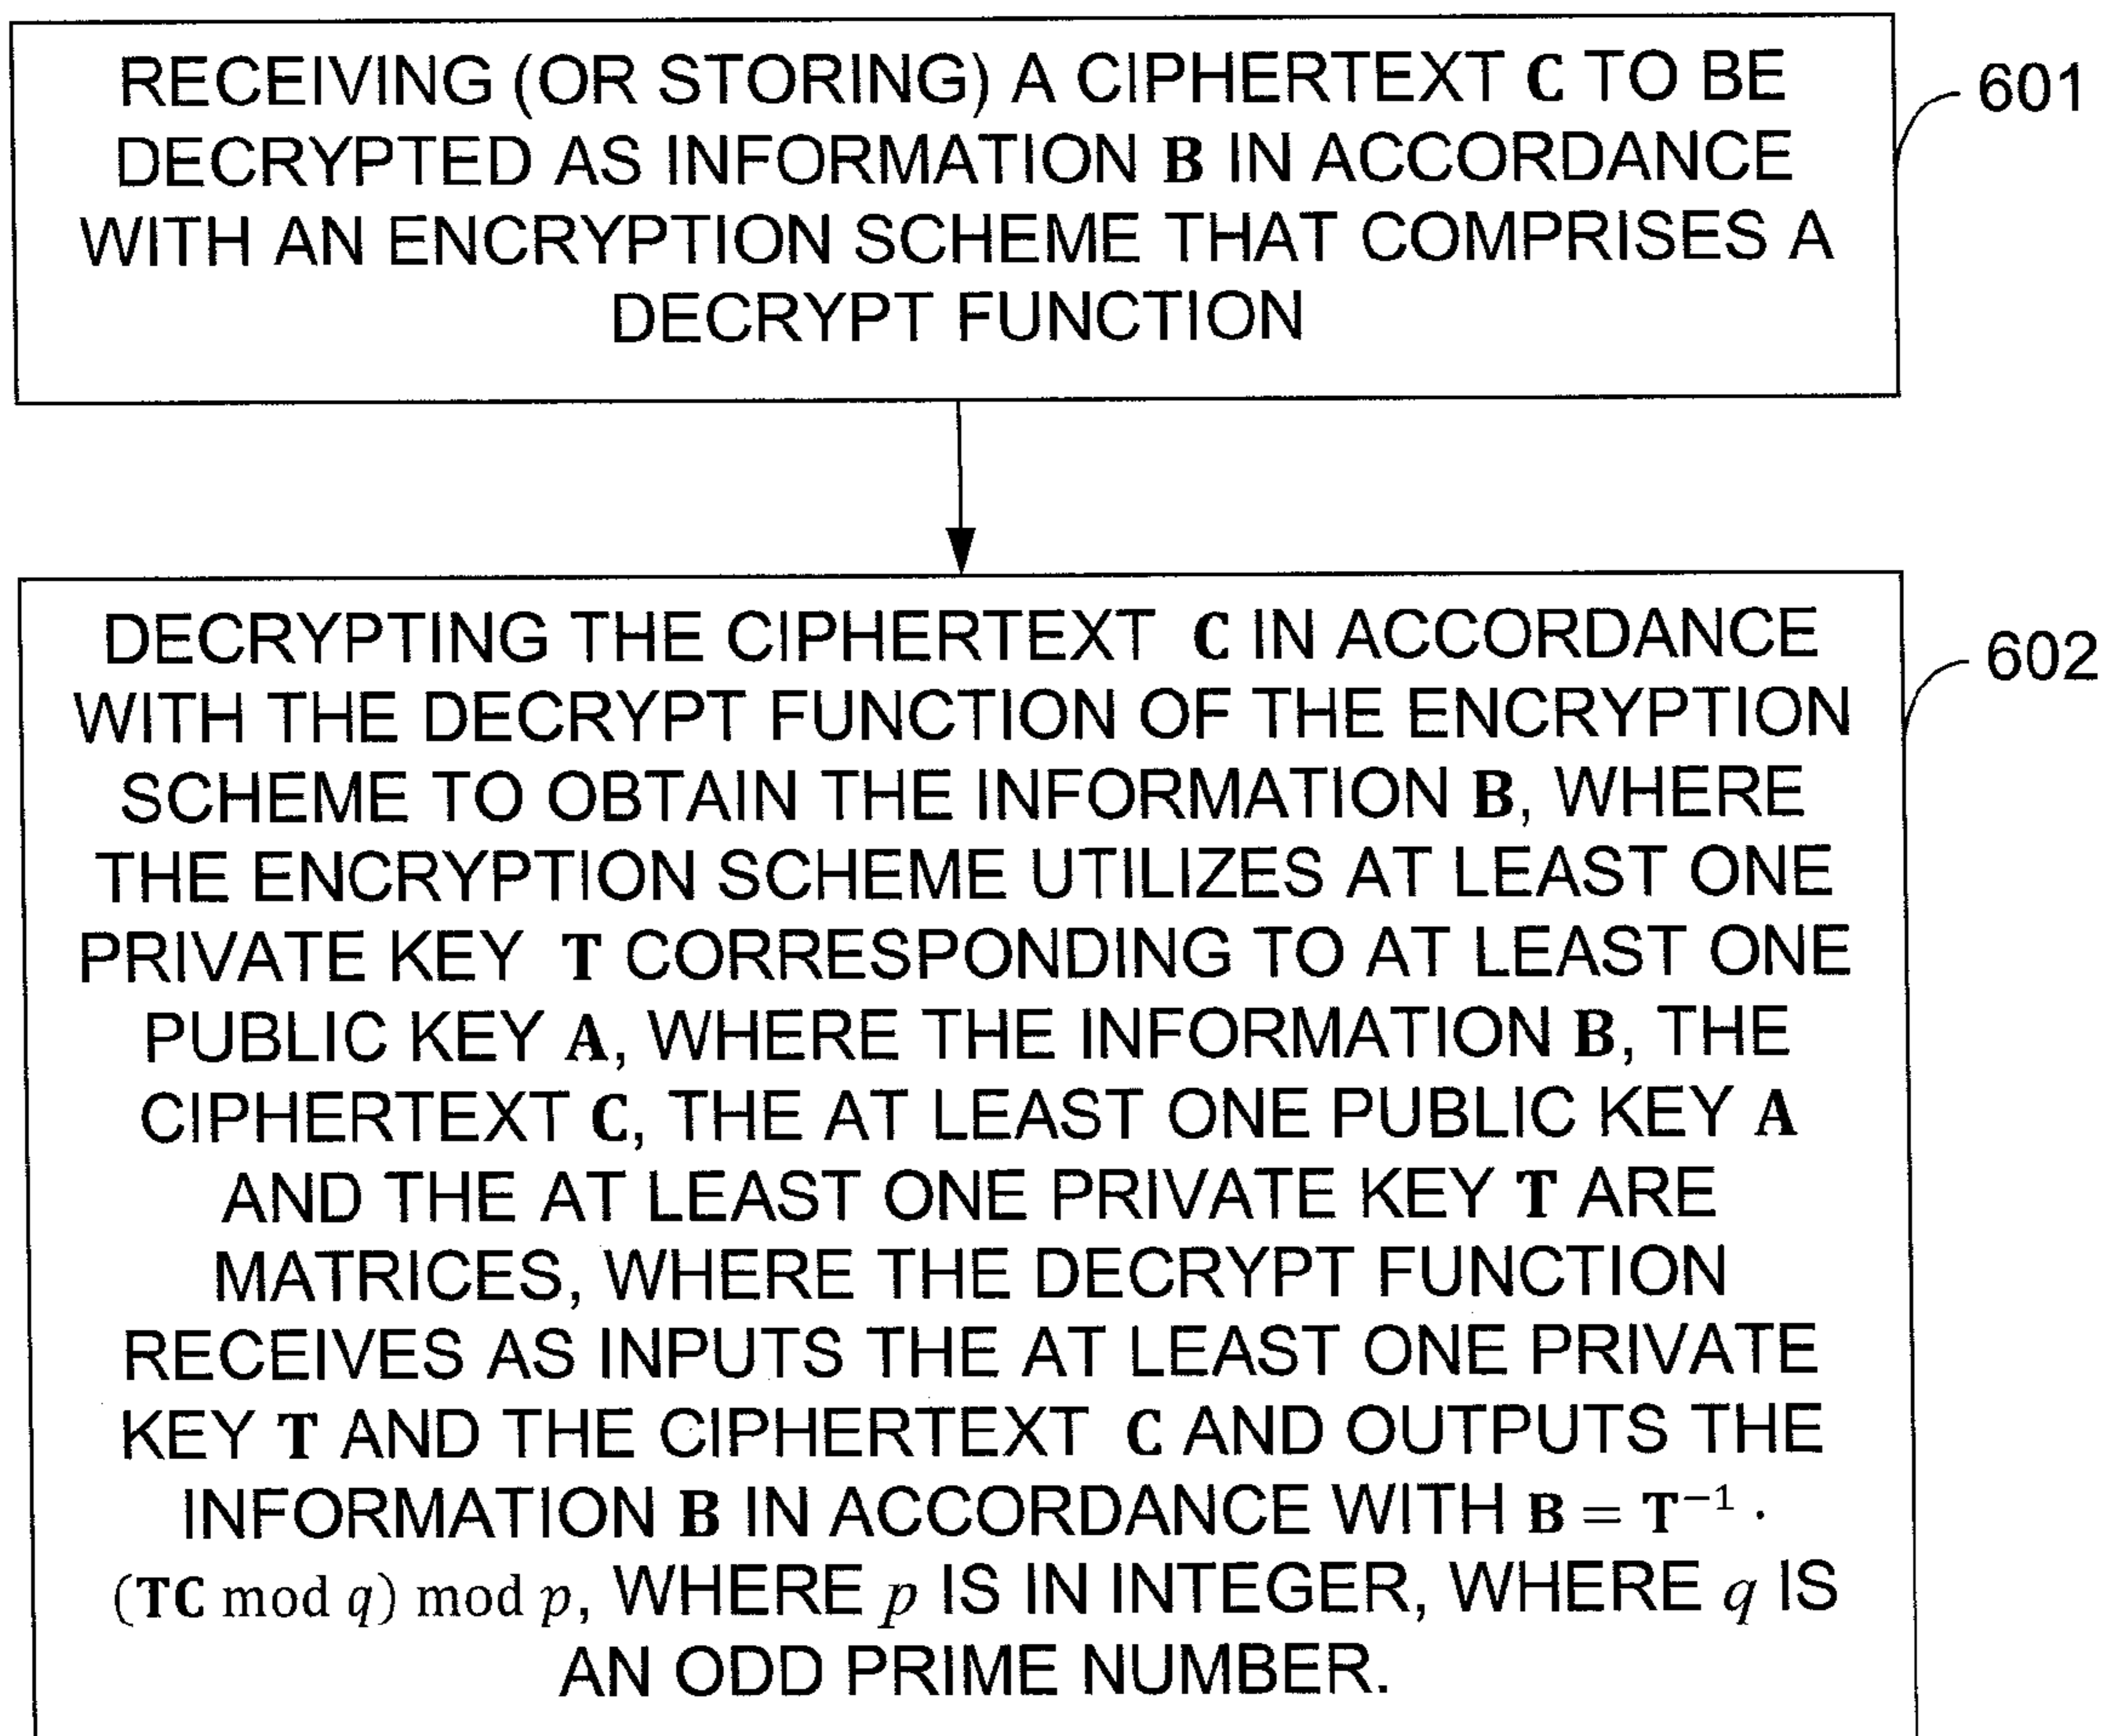 RECEIVING (OR STORING) A CIPHERTEXT C TO BE
DECRYPTED AS INFORMATION B IN ACCORDANCE
WITH AN ENCRYPTION SCHEME THAT COMPRISES A
DECRYPT FUNCTION
601
DECRYPTING THE CIPHERTEXT C IN ACCORDANCE
WITH THE DECRYPT FUNCTION OF THE ENCRYPTION
SCHEME TO OBTAIN THE INFORMATION B, WHERE
THE ENCRYPTION SCHEME UTILIZES AT LEAST ONE
PRIVATE KEY T CORRESPONDING TO AT LEAST ONE
PUBLIC KEY A, WHERE THE INFORMATION B, THE
CIPHERTEXT C, THE AT LEAST ONE PUBLIC KEY A
AND THE AT LEAST ONE PRIVATE KEY T ARE
MATRICES, WHERE THE DECRYPT FUNCTION
RECEIVES AS INPUTS THE AT LEAST ONE PRIVATE
KEY T AND THE CIPHERTEXT C AND OUTPUTS THE
INFORMATION B IN ACCORDANCE WITH B = T⁻¹ ·
(TC mod q) mod p, WHERE p IS IN INTEGER, WHERE q IS
AN ODD PRIME NUMBER.
602